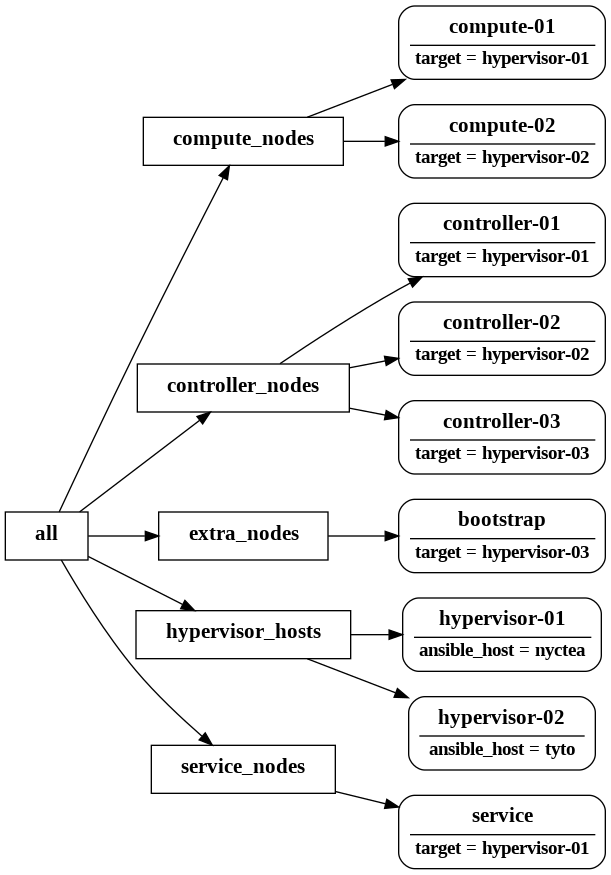 compute-01
target = hypervisor-01
compute_nodes
compute-02
target = hypervisor-02
controller-01
target = hypervisor-01
controller-02
target = hypervisor-02
controller_nodes
controller-03
target = hypervisor-03
all
extra_nodes
bootstrap
target = hypervisor-03
hypervisor_hosts
hypervisor-01
ansible_host = nyctea
hypervisor-02
ansible_host = tyto
service_nodes
service
target = hypervisor-01